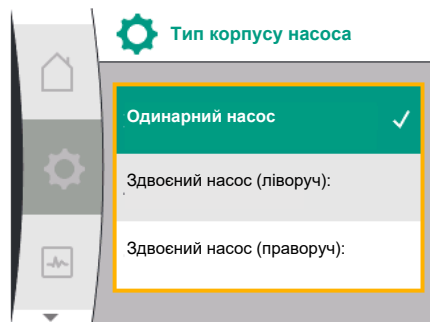 Тип корпусу насоса
Одинарний насос
Здвоєний насос (ліворуч):
Здвоєний насос (праворуч):